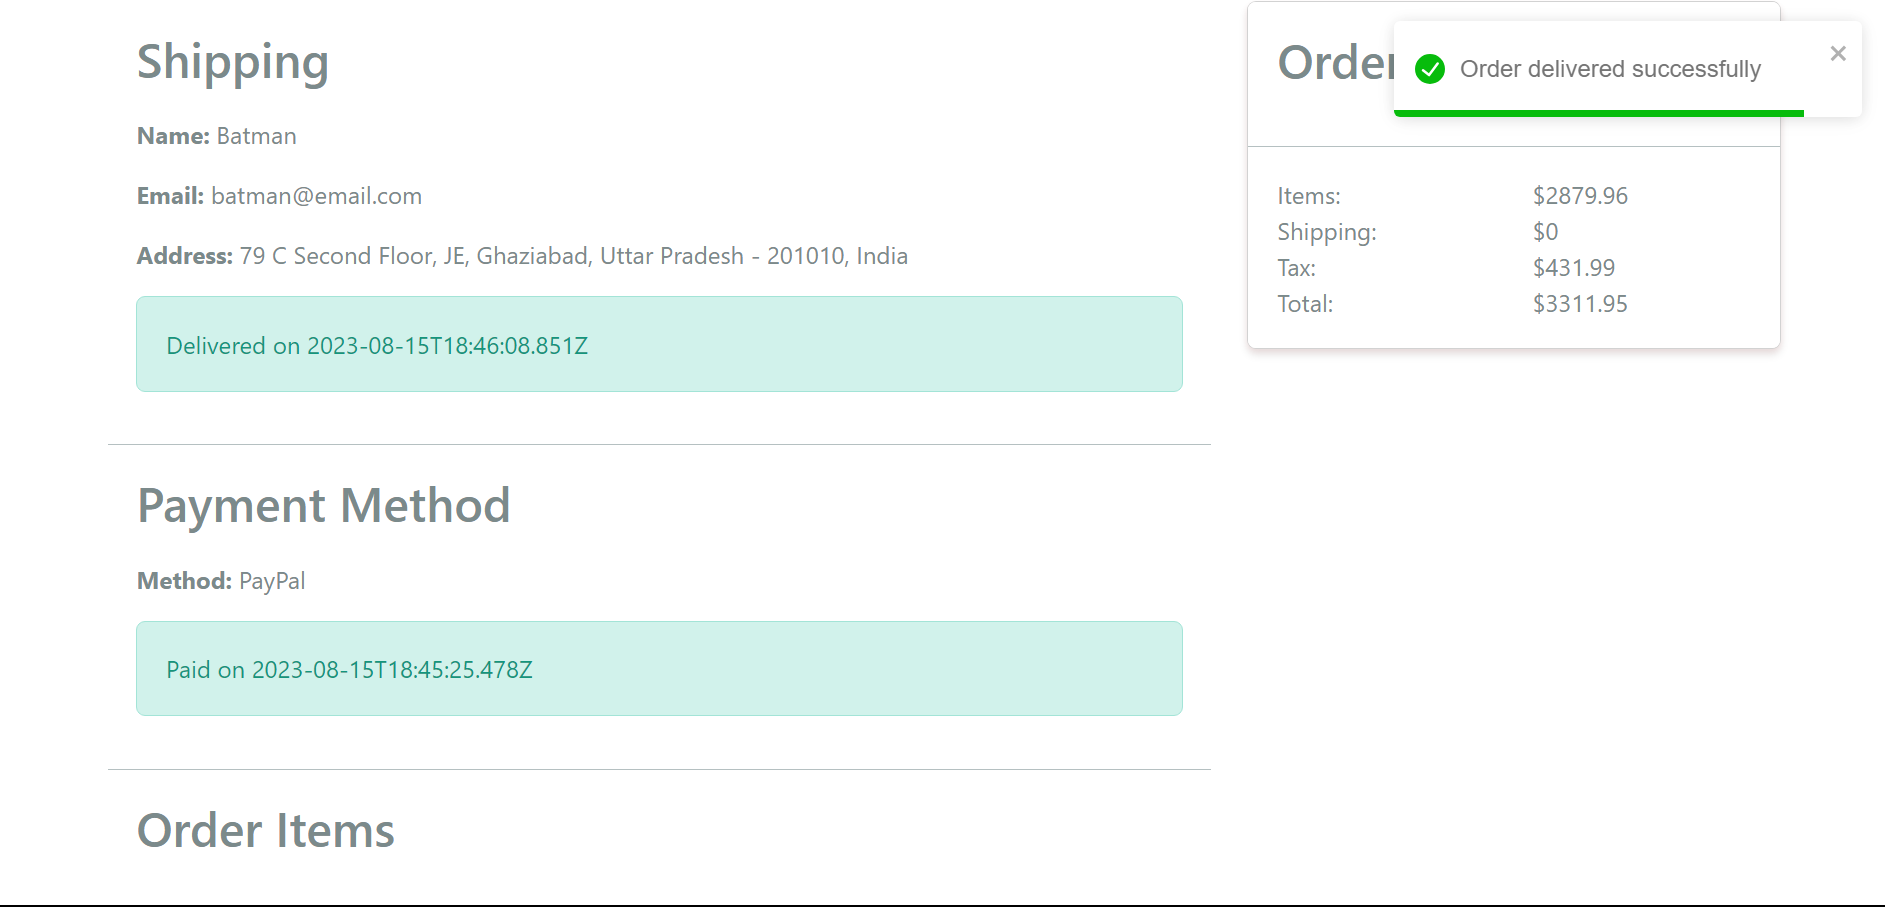 Shipping
Name: Batman
Email: batman@email.com
Address: 79 C Second Floor, JE, Ghaziabad, Uttar Pradesh - 201010, India
Delivered on 2023-08-15T18:46:08.851Z
Payment Method
Method: PayPal
Paid on 2023-08-15T18:45:25.478Z
Order Items
Order
Order delivered successfully
Items: $2879.96
Shipping: $0
Tax: $431.99
Total: $3311.95